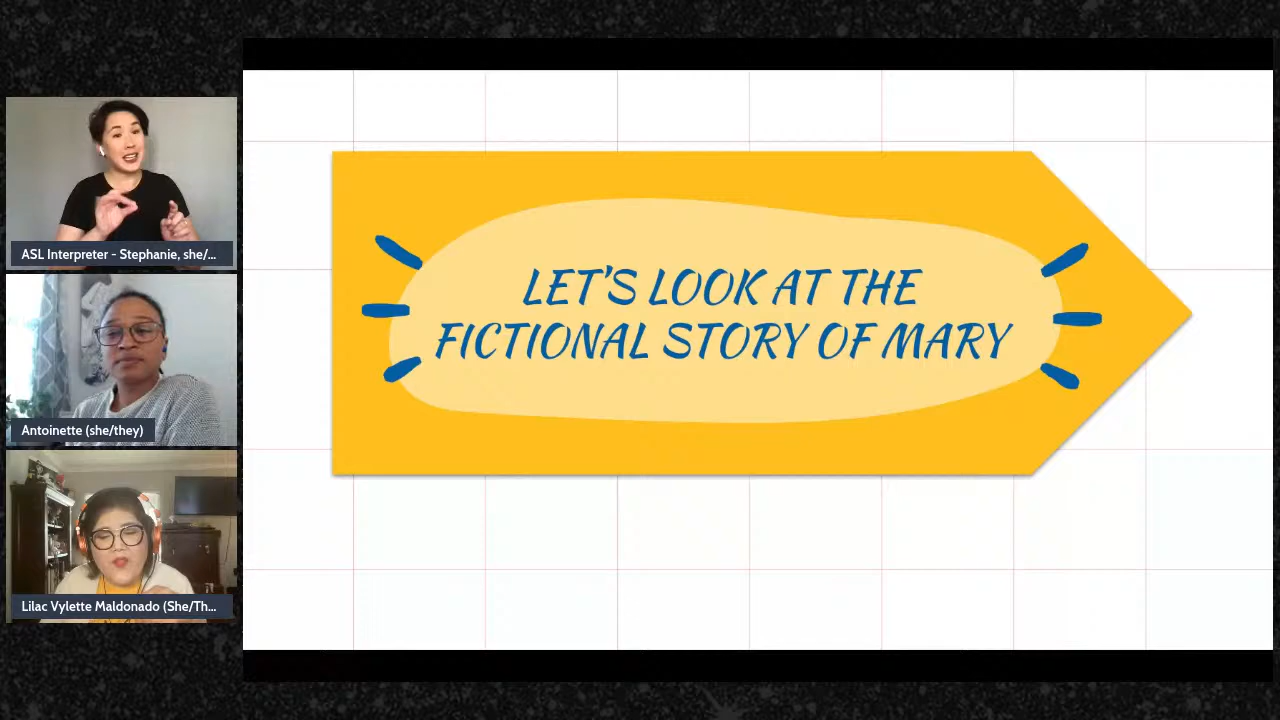 ASL Interpreter - Stephanie, she/...
Antoinette (she/they)
Lilac Vylette Maldonado (She/Th...
LET'S LOOK AT THE
FICTIONAL STORY OF MARY